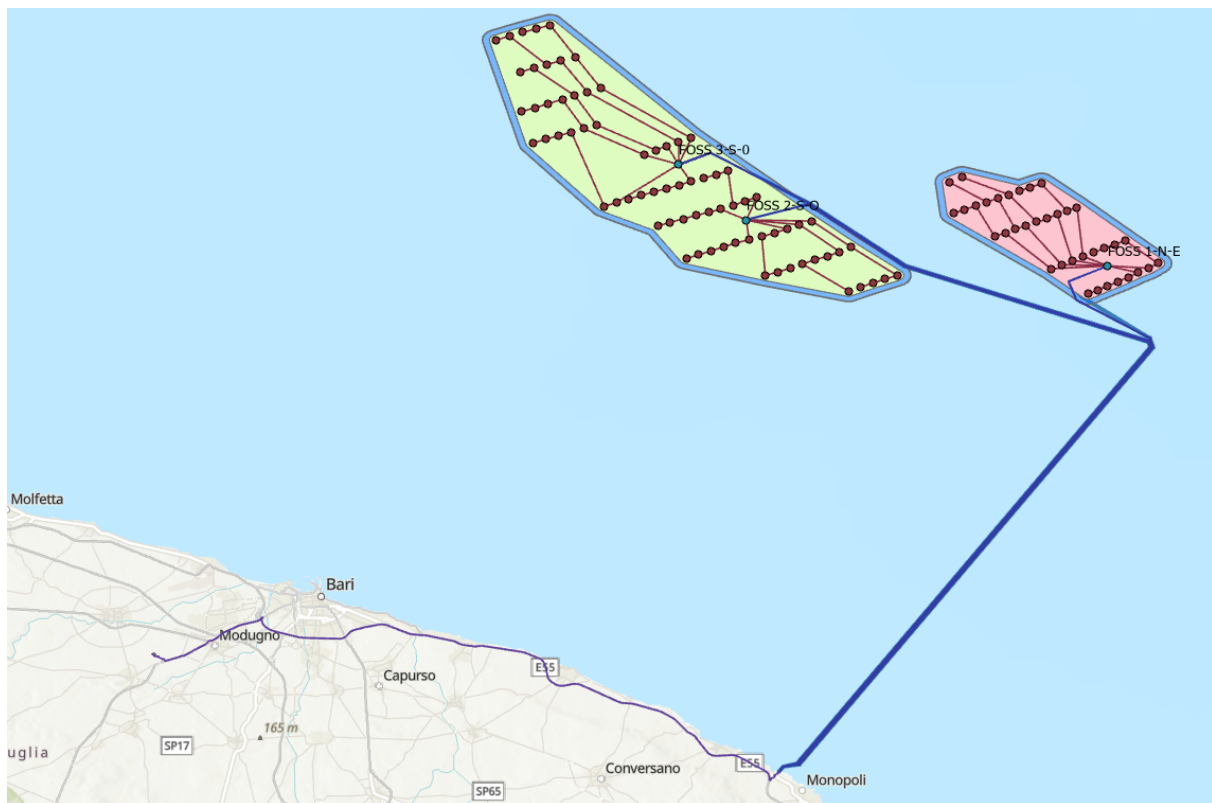 FOSS 3-S-0
FOSS 2-S-O
FOSS 1-N-E
Molfetta
Bari
Modugno
E55
Capurso
165 m
uglia
SP17
E55
Conversano
Monopoli
SP65